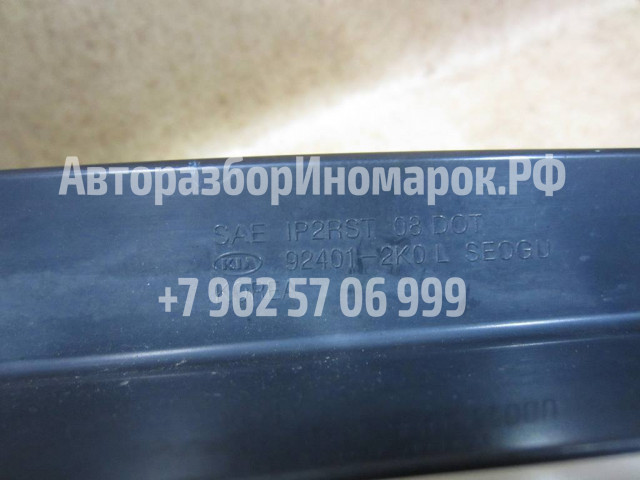 АвторазборИномарок.РФ
SAE IP2RST 08 DOT
KIA 92401-2K0 L SEOGU
+7 962 57 06 999